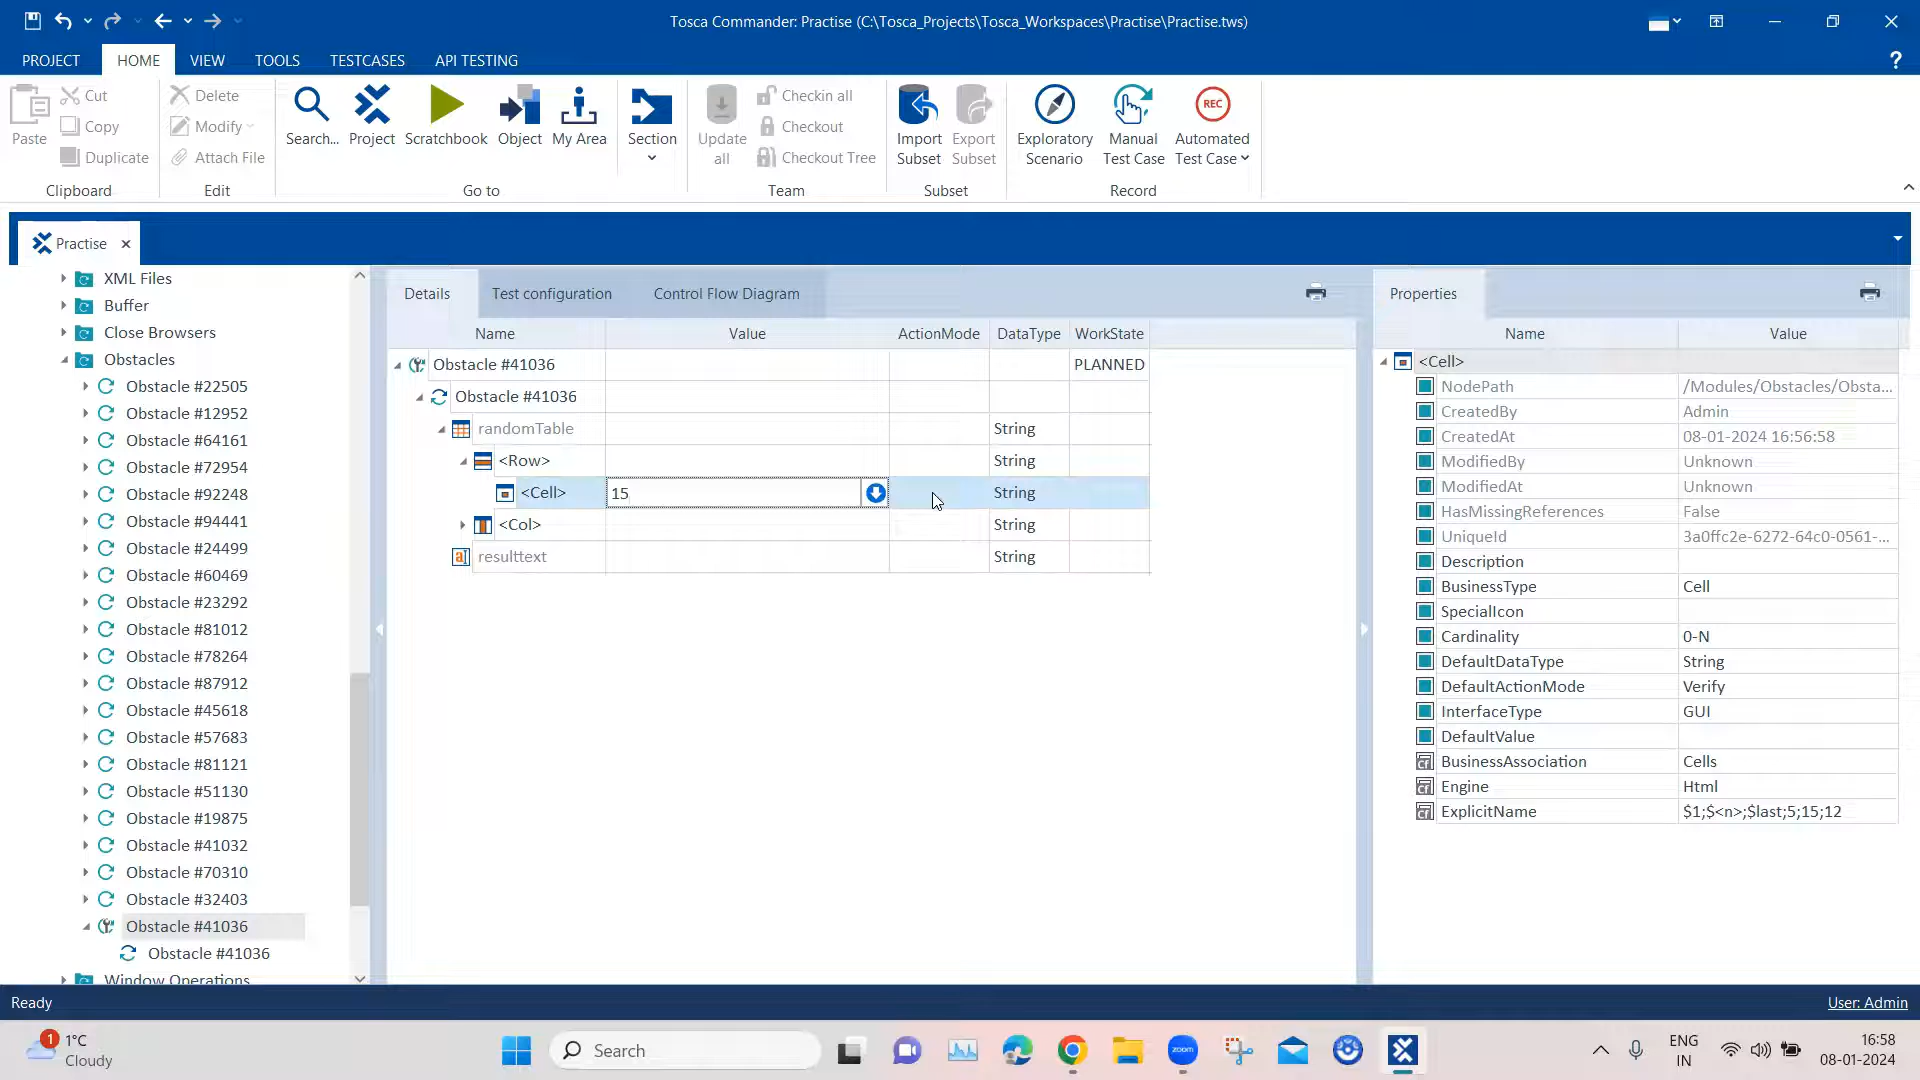 Tosca Commander: Practise (C:\Tosca_Projects\Tosca_Workspaces\Practise\Practise.tws)
PROJECT HOME VIEW TOOLS TESTCASES API TESTING ?
Paste
Cut
Copy
Duplicate
Clipboard
Delete
Modify
Attach File
Edit
Search... Project Scratchbook Object My Area Section
Go to
Update all
Checkin all
Checkout
Checkout Tree
Team
Import Subset
Export Subset
Subset
Exploratory Scenario
Manual Test Case
REC
Automated Test Case
Record
Practise
XML Files
Buffer
Close Browsers
Obstacles
Obstacle #22505
Obstacle #12952
Obstacle #64161
Obstacle #72954
Obstacle #92248
Obstacle #94441
Obstacle #24499
Obstacle #60469
Obstacle #23292
Obstacle #81012
Obstacle #78264
Obstacle #87912
Obstacle #45618
Obstacle #57683
Obstacle #81121
Obstacle #51130
Obstacle #19875
Obstacle #41032
Obstacle #70310
Obstacle #32403
Obstacle #41036
Obstacle #41036
Window Operations
Details Test configuration Control Flow Diagram
Name Value ActionMode DataType WorkState
Obstacle #41036 PLANNED
Obstacle #41036
randomTable String
<Row> String
<Cell> 15 String
<Col> String
resulttext String
Properties
Name Value
<Cell>
NodePath /Modules/Obstacles/Obsta...
CreatedBy Admin
CreatedAt 08-01-2024 16:56:58
ModifiedBy Unknown
ModifiedAt Unknown
HasMissingReferences False
UniqueId 3a0ffc2e-6272-64c0-0561-...
Description
BusinessType Cell
SpecialIcon
Cardinality 0-N
DefaultDataType String
DefaultActionMode Verify
InterfaceType GUI
DefaultValue
BusinessAssociation Cells
Engine Html
ExplicitName $1;$<n>;$last;5;15;12
Ready User: Admin
1
1°C
Cloudy
Search
zoom
ENG
IN
16:58
08-01-2024